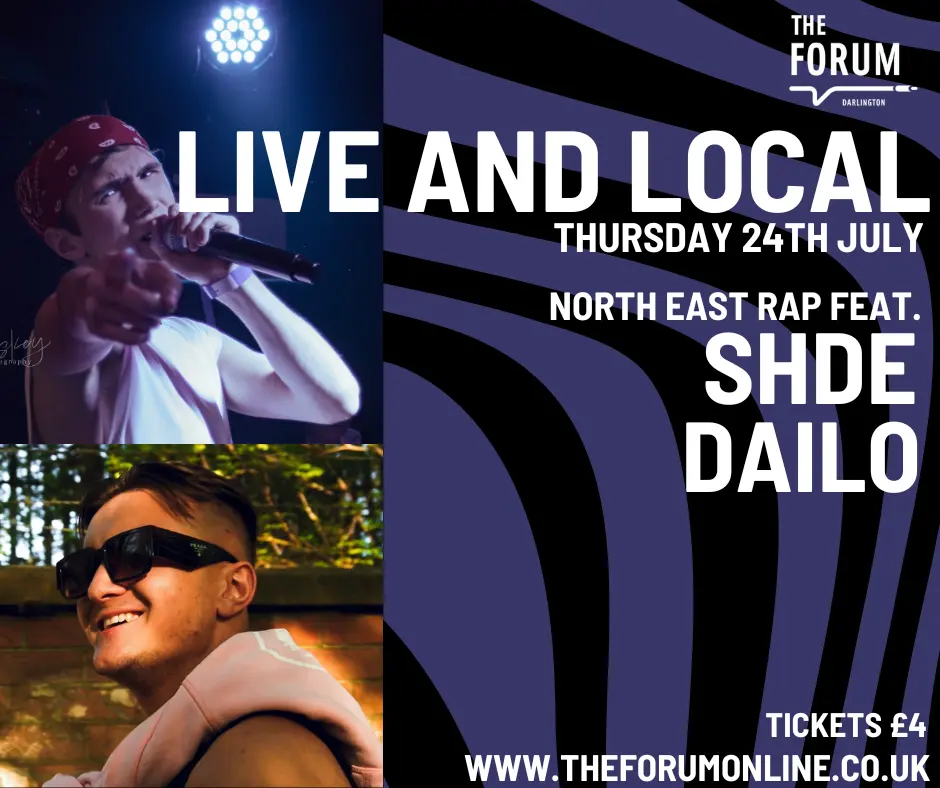 THE
FORUM
DARLINGTON
LIVE AND LOCAL
THURSDAY 24TH JULY
NORTH EAST RAP FEAT.
SHDE
DAILO
PRADA
TICKETS £4
WWW.THEFORUMONLINE.CO.UK